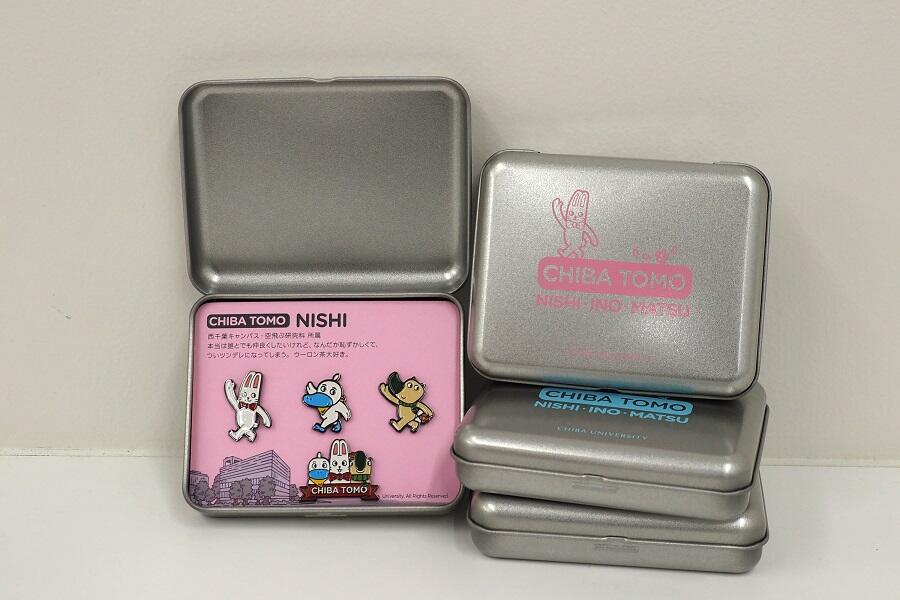 CHIBA TOMO NISHI
西千葉キャンパス・空飛ぶ研究科 所属
本当は誰とでも仲良くしたいけれど、なんだか恥ずかしくて、
ついツンデレになってしまう。ウーロン茶大好き。
CHIBA TOMO
University, All Rights Reserved.
CHIBA TOMO
NISHI·INO·MATSU
CHIBA UNIVERSITY
CHIBA TOMO
NISHI·INO·MATSU
CHIBA UNIVERSITY